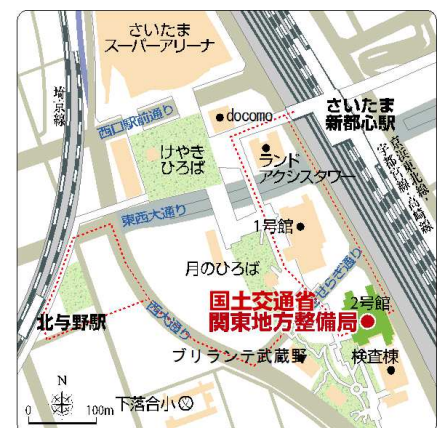 さいたま
スーパーアリーナ
埼京線
西口駅前通り
docomo
さいたま
新都心駅
けやき
ひろば
ランド
アクシスタワー
京浜東北線
宇都宮線・高崎線
東西大通り
1号館
月のひろば
せせらぎ通り
国土交通省
関東地方整備局
2号館
北与野駅
西大通り
ブリランテ武蔵野
検査棟
N
0 100m
下落合小